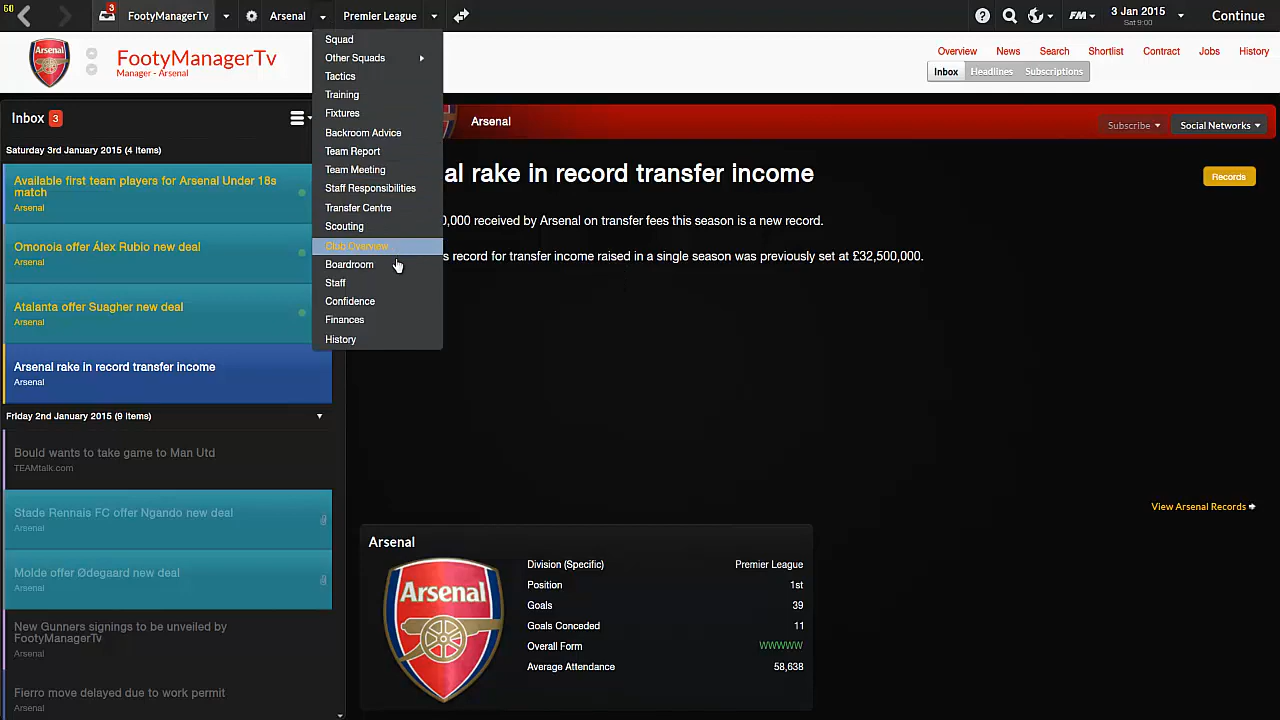 60
3
FootyManagerTv
Arsenal
Premier League
FM
3 Jan 2015
Sat 9:00
Continue
FootyManagerTv
Manager - Arsenal
Overview News Search Shortlist Contract Jobs History
Inbox Headlines Subscriptions
Squad
Other Squads
Tactics
Training
Fixtures
Backroom Advice
Team Report
Team Meeting
Staff Responsibilities
Transfer Centre
Scouting
Club Overview
Boardroom
Staff
Confidence
Finances
History
Inbox 3
Saturday 3rd January 2015 (4 Items)
Available first team players for Arsenal Under 18s
match
Arsenal
Omonoia offer Álex Rubio new deal
Arsenal
Atalanta offer Suagher new deal
Arsenal
Arsenal rake in record transfer income
Arsenal
Friday 2nd January 2015 (9 Items)
Bould wants to take game to Man Utd
TEAMtalk.com
Stade Rennais FC offer Ngando new deal
Arsenal
Molde offer Ødegaard new deal
Arsenal
New Gunners signings to be unveiled by
FootyManagerTv
Arsenal
Fierro move delayed due to work permit
Arsenal
Arsenal
Subscribe
Social Networks
al rake in record transfer income
Records
,000 received by Arsenal on transfer fees this season is a new record.
s record for transfer income raised in a single season was previously set at £32,500,000.
View Arsenal Records
Arsenal
Arsenal
Division (Specific) Premier League
Position 1st
Goals 39
Goals Conceded 11
Overall Form WWWWW
Average Attendance 58,638